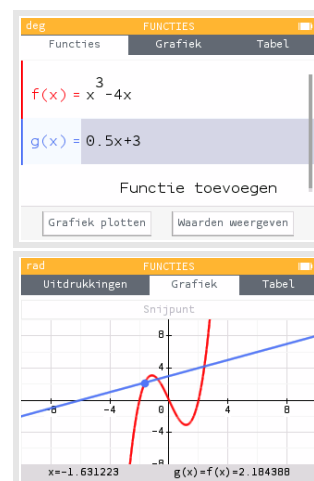 deg FUNCTIES
Functies Grafiek Tabel
f(x) = x³-4x
g(x) = 0.5x+3
Functie toevoegen
Grafiek plotten Waarden weergeven
rad FUNCTIES
Uitdrukkingen Grafiek Tabel
Snijpunt
8
4
-8 -4 0 4 8
-4
-8
x=-1.631223 g(x)=f(x)=2.184388